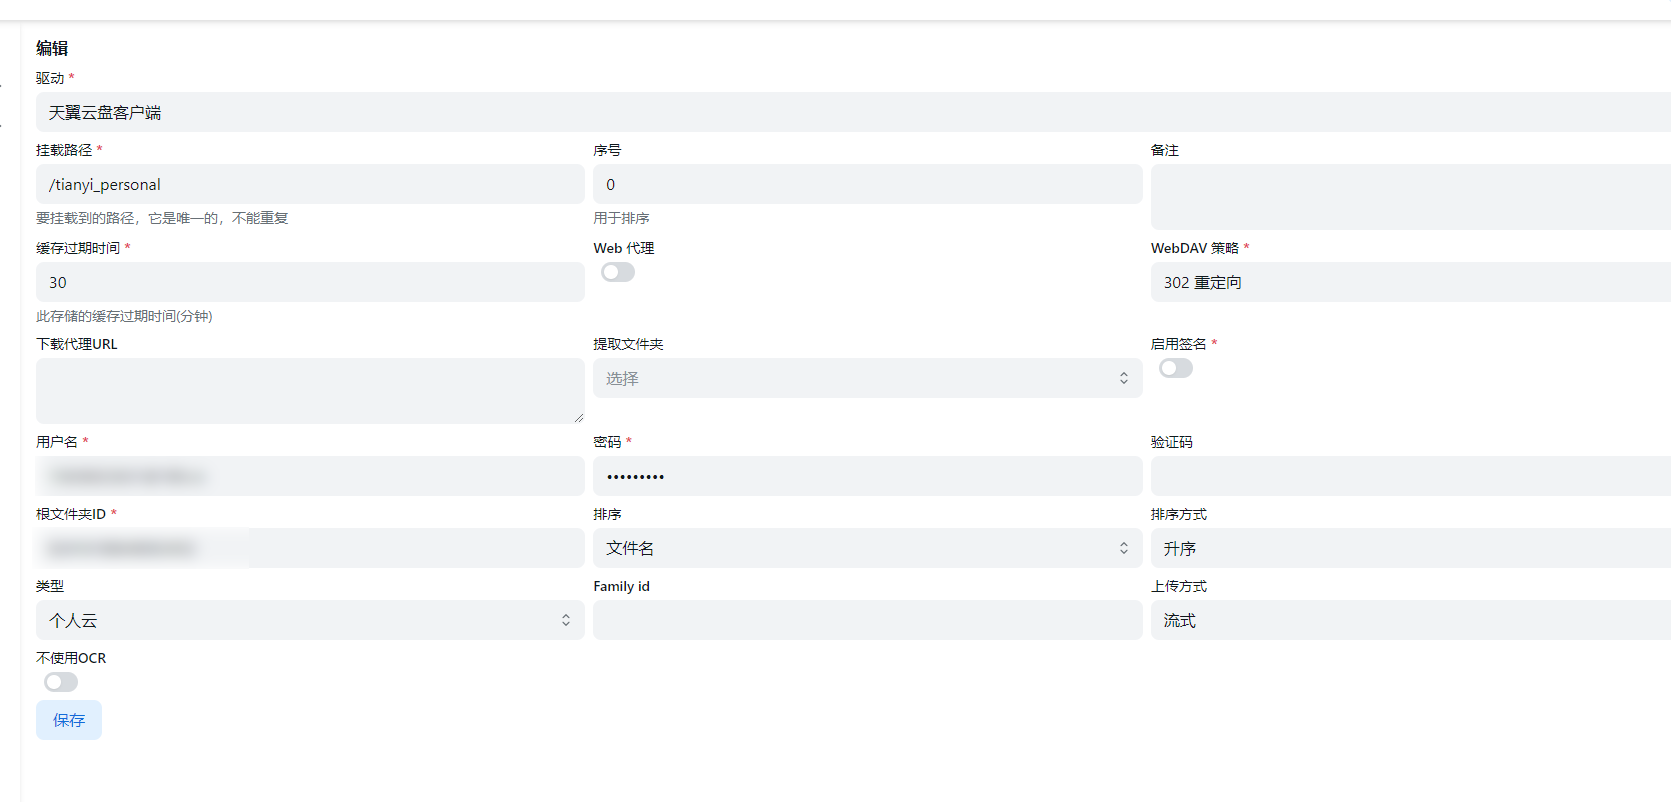 编辑
驱动 *
天翼云盘客户端
挂载路径 *
/tianyi_personal
要挂载到的路径，它是唯一的，不能重复
序号
0
用于排序
备注
缓存过期时间 *
30
此存储的缓存过期时间(分钟)
Web 代理
WebDAV 策略 *
302 重定向
下载代理URL
提取文件夹
选择
启用签名 *
用户名 *
密码 *
•••••••••
验证码
根文件夹ID *
排序
文件名
排序方式
升序
类型
个人云
Family id
上传方式
流式
不使用OCR
保存